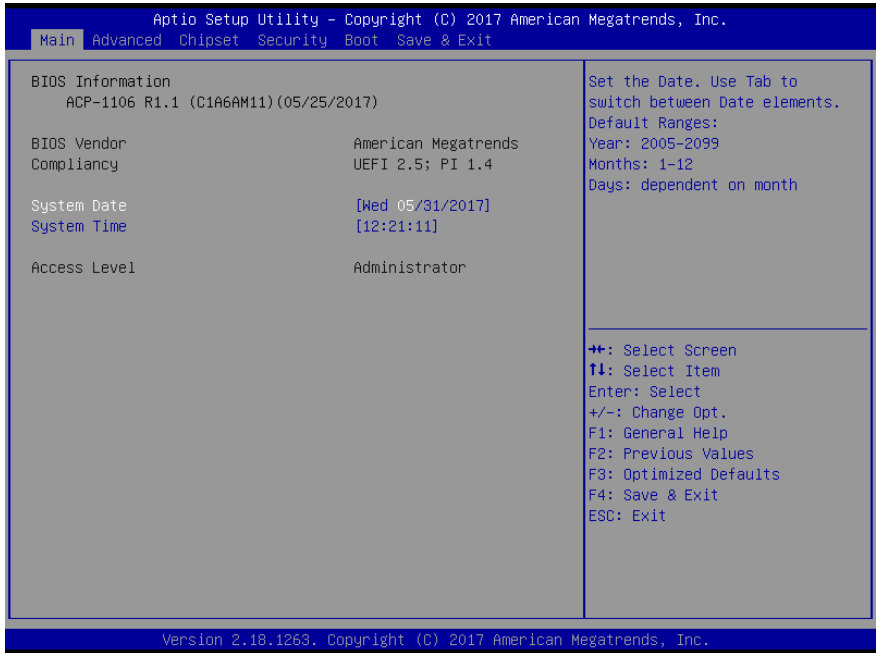 Aptio Setup Utility – Copyright (C) 2017 American Megatrends, Inc.
Main Advanced Chipset Security Boot Save & Exit
BIOS Information
ACP-1106 R1.1 (C1A6AM11)(05/25/2017)
BIOS Vendor American Megatrends
Compliancy UEFI 2.5; PI 1.4
System Date [Wed 05/31/2017]
System Time [12:21:11]
Access Level Administrator
Set the Date. Use Tab to
switch between Date elements.
Default Ranges:
Year: 2005-2099
Months: 1-12
Days: dependent on month
→←: Select Screen
↑↓: Select Item
Enter: Select
+/-: Change Opt.
F1: General Help
F2: Previous Values
F3: Optimized Defaults
F4: Save & Exit
ESC: Exit
Version 2.18.1263. Copyright (C) 2017 American Megatrends, Inc.